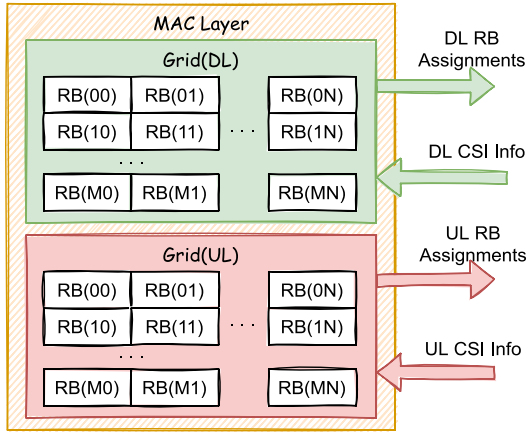 MAC Layer
Grid(DL)
RB(00) RB(01) RB(0N)
RB(10) RB(11) . . . RB(1N)
. . .
RB(M0) RB(M1) RB(MN)
DL RB
Assignments
DL CSI Info
Grid(UL)
RB(00) RB(01) RB(0N)
RB(10) RB(11) . . . RB(1N)
. . .
RB(M0) RB(M1) RB(MN)
UL RB
Assignments
UL CSI Info